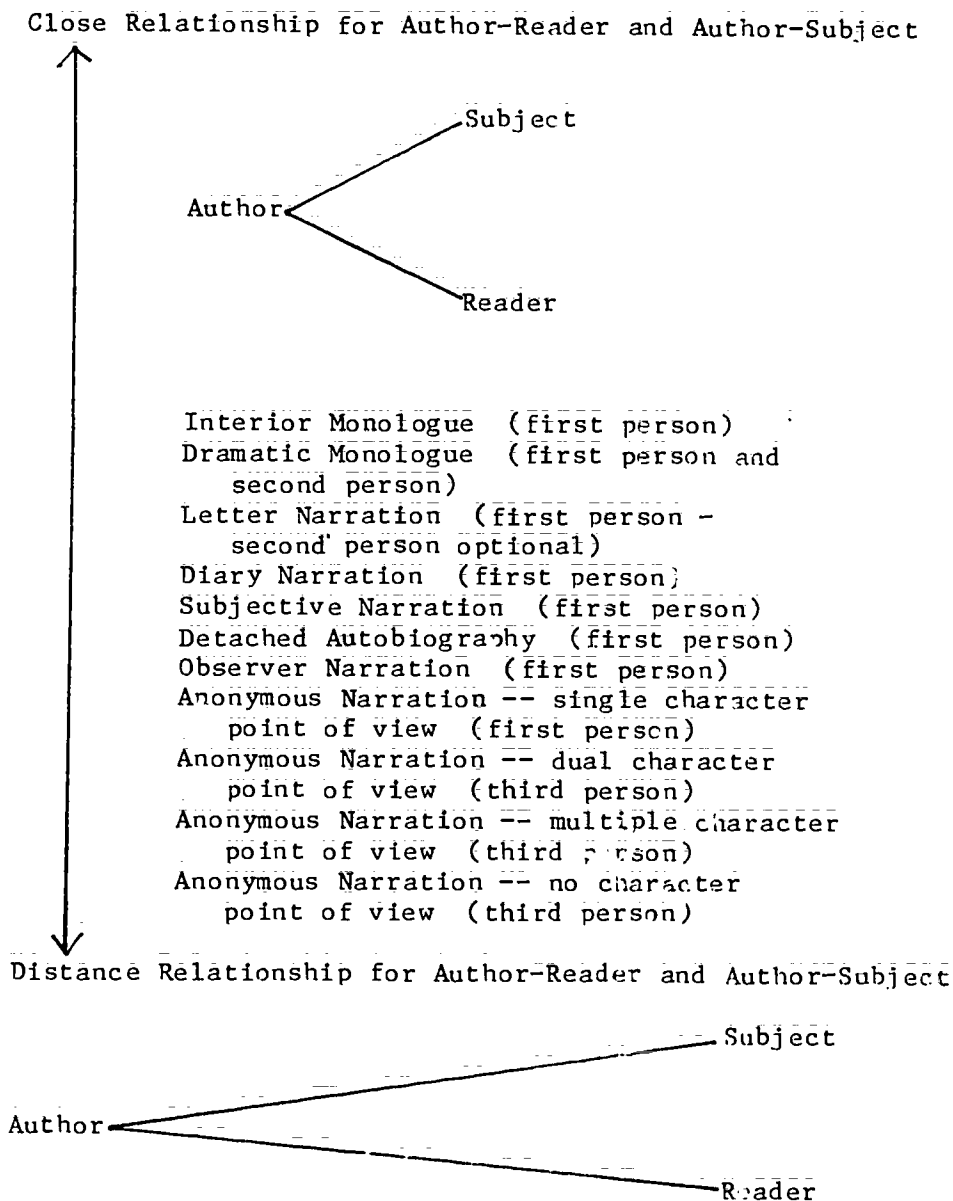 Close Relationship for Author-Reader and Author-Subject
Subject
Author
Reader
Interior Monologue (first person)
Dramatic Monologue (first person and
second person)
Letter Narration (first person -
second person optional)
Diary Narration (first person)
Subjective Narration (first person)
Detached Autobiography (first person)
Observer Narration (first person)
Anonymous Narration -- single character
point of view (first person)
Anonymous Narration -- dual character
point of view (third person)
Anonymous Narration -- multiple character
point of view (third person)
Anonymous Narration -- no character
point of view (third person)
Distance Relationship for Author-Reader and Author-Subject
Subject
Author
Reader